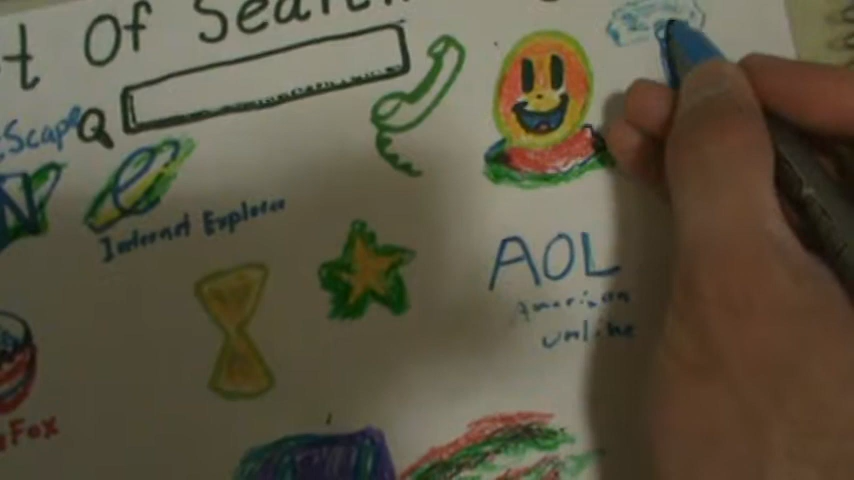 t Of Search
Scape
N
Internet Explorer
AOL
American
online
Fox